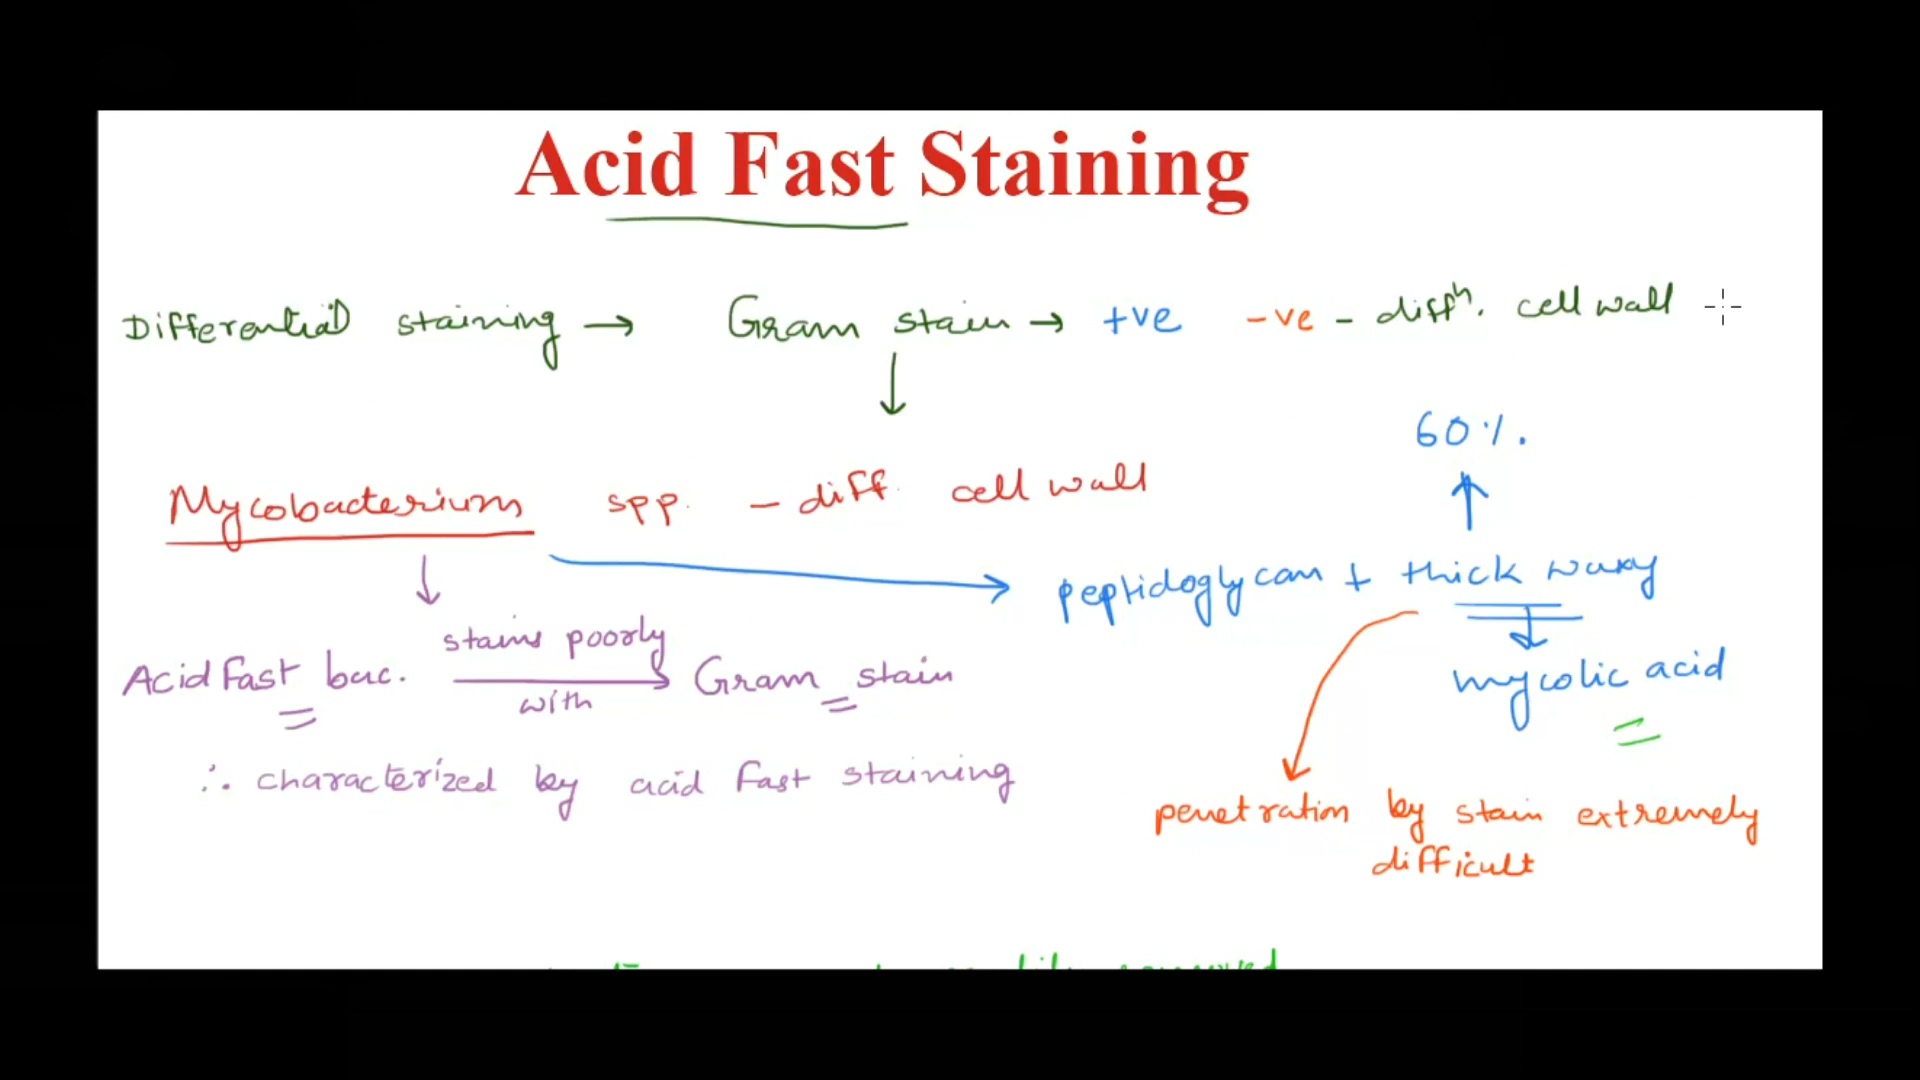 Acid Fast Staining
Differential staining → Gram stain → +ve -ve - diffn. cell wall
60%.
Mycobacterium spp. - diff. cell wall
peptidoglycan + thick waxy
stains poorly
Acid Fast bac. → Gram stain
with
mycolic acid
∴ characterized by acid Fast staining
penetration by stain extremely
difficult